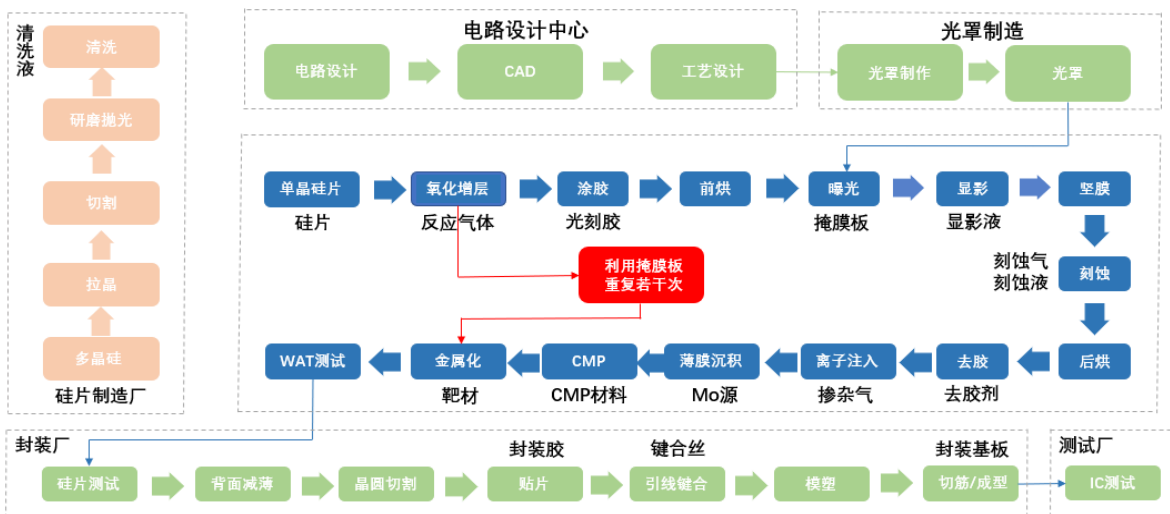 清
洗
液
清洗
研磨抛光
切割
拉晶
多晶硅
硅片制造厂
电路设计中心
电路设计
CAD
工艺设计
光罩制造
光罩制作
光罩
单晶硅片
氧化增层
涂胶
前烘
曝光
显影
坚膜
硅片
反应气体
光刻胶
掩膜板
显影液
利用掩膜板
重复若干次
刻蚀气
刻蚀液
刻蚀
WAT测试
金属化
CMP
薄膜沉积
离子注入
去胶
后烘
靶材
CMP材料
Mo源
掺杂气
去胶剂
封装厂
封装胶
键合丝
封装基板
硅片测试
背面减薄
晶圆切割
贴片
引线键合
模塑
切筋/成型
测试厂
IC测试